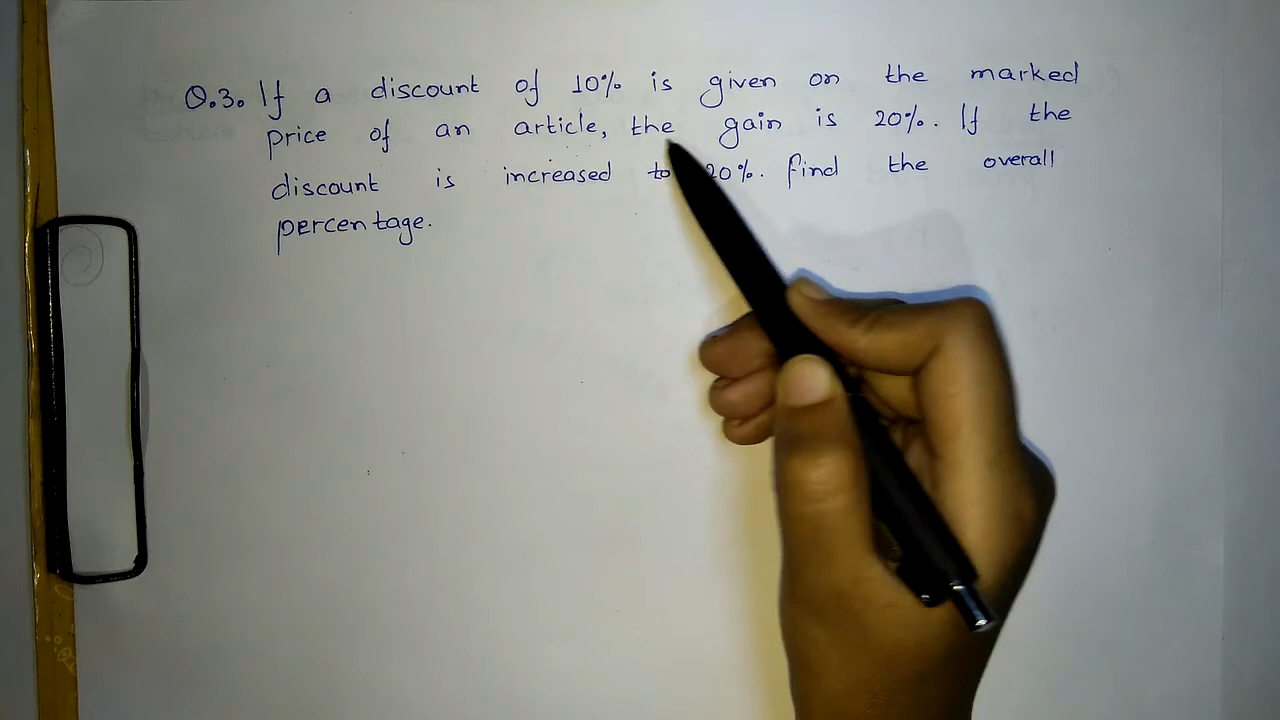 Q.3. If a discount of 10% is given on the marked
price of an article, the gain is 20%. If the
discount is increased to 20%. find the overall
percentage.